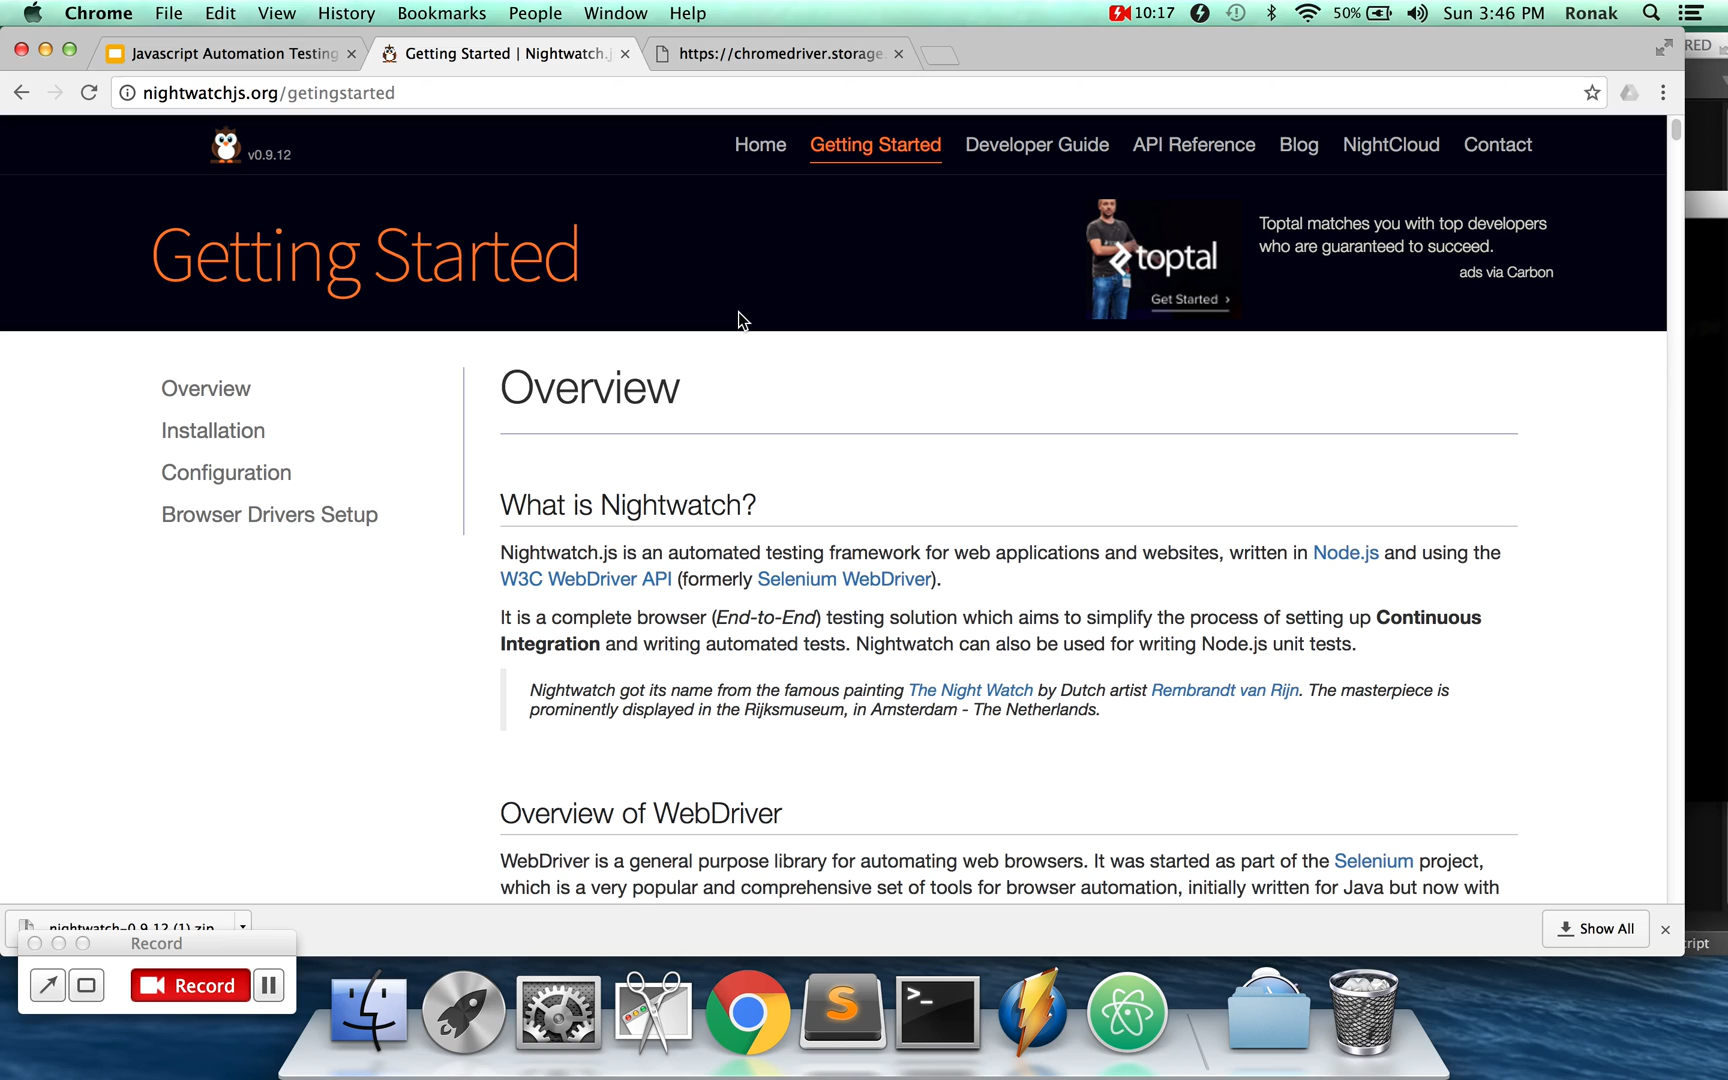 Chrome File Edit View History Bookmarks People Window Help 10:17 50% Sun 3:46 PM Ronak
Javascript Automation Testing
Getting Started | Nightwatch.j
https://chromedriver.storage.
RED
nightwatchjs.org/getingstarted
v0.9.12
Home Getting Started Developer Guide API Reference Blog NightCloud Contact
Getting Started
toptal
Get Started ›
Toptal matches you with top developers
who are guaranteed to succeed.
ads via Carbon
Overview
Installation
Configuration
Browser Drivers Setup
Overview
What is Nightwatch?
Nightwatch.js is an automated testing framework for web applications and websites, written in Node.js and using the
W3C WebDriver API (formerly Selenium WebDriver).
It is a complete browser (End-to-End) testing solution which aims to simplify the process of setting up Continuous
Integration and writing automated tests. Nightwatch can also be used for writing Node.js unit tests.
Nightwatch got its name from the famous painting The Night Watch by Dutch artist Rembrandt van Rijn. The masterpiece is
prominently displayed in the Rijksmuseum, in Amsterdam - The Netherlands.
Overview of WebDriver
WebDriver is a general purpose library for automating web browsers. It was started as part of the Selenium project,
which is a very popular and comprehensive set of tools for browser automation, initially written for Java but now with
nightwatch-0.9.12 (1).zip
Show All
ript
Record
Record
>_